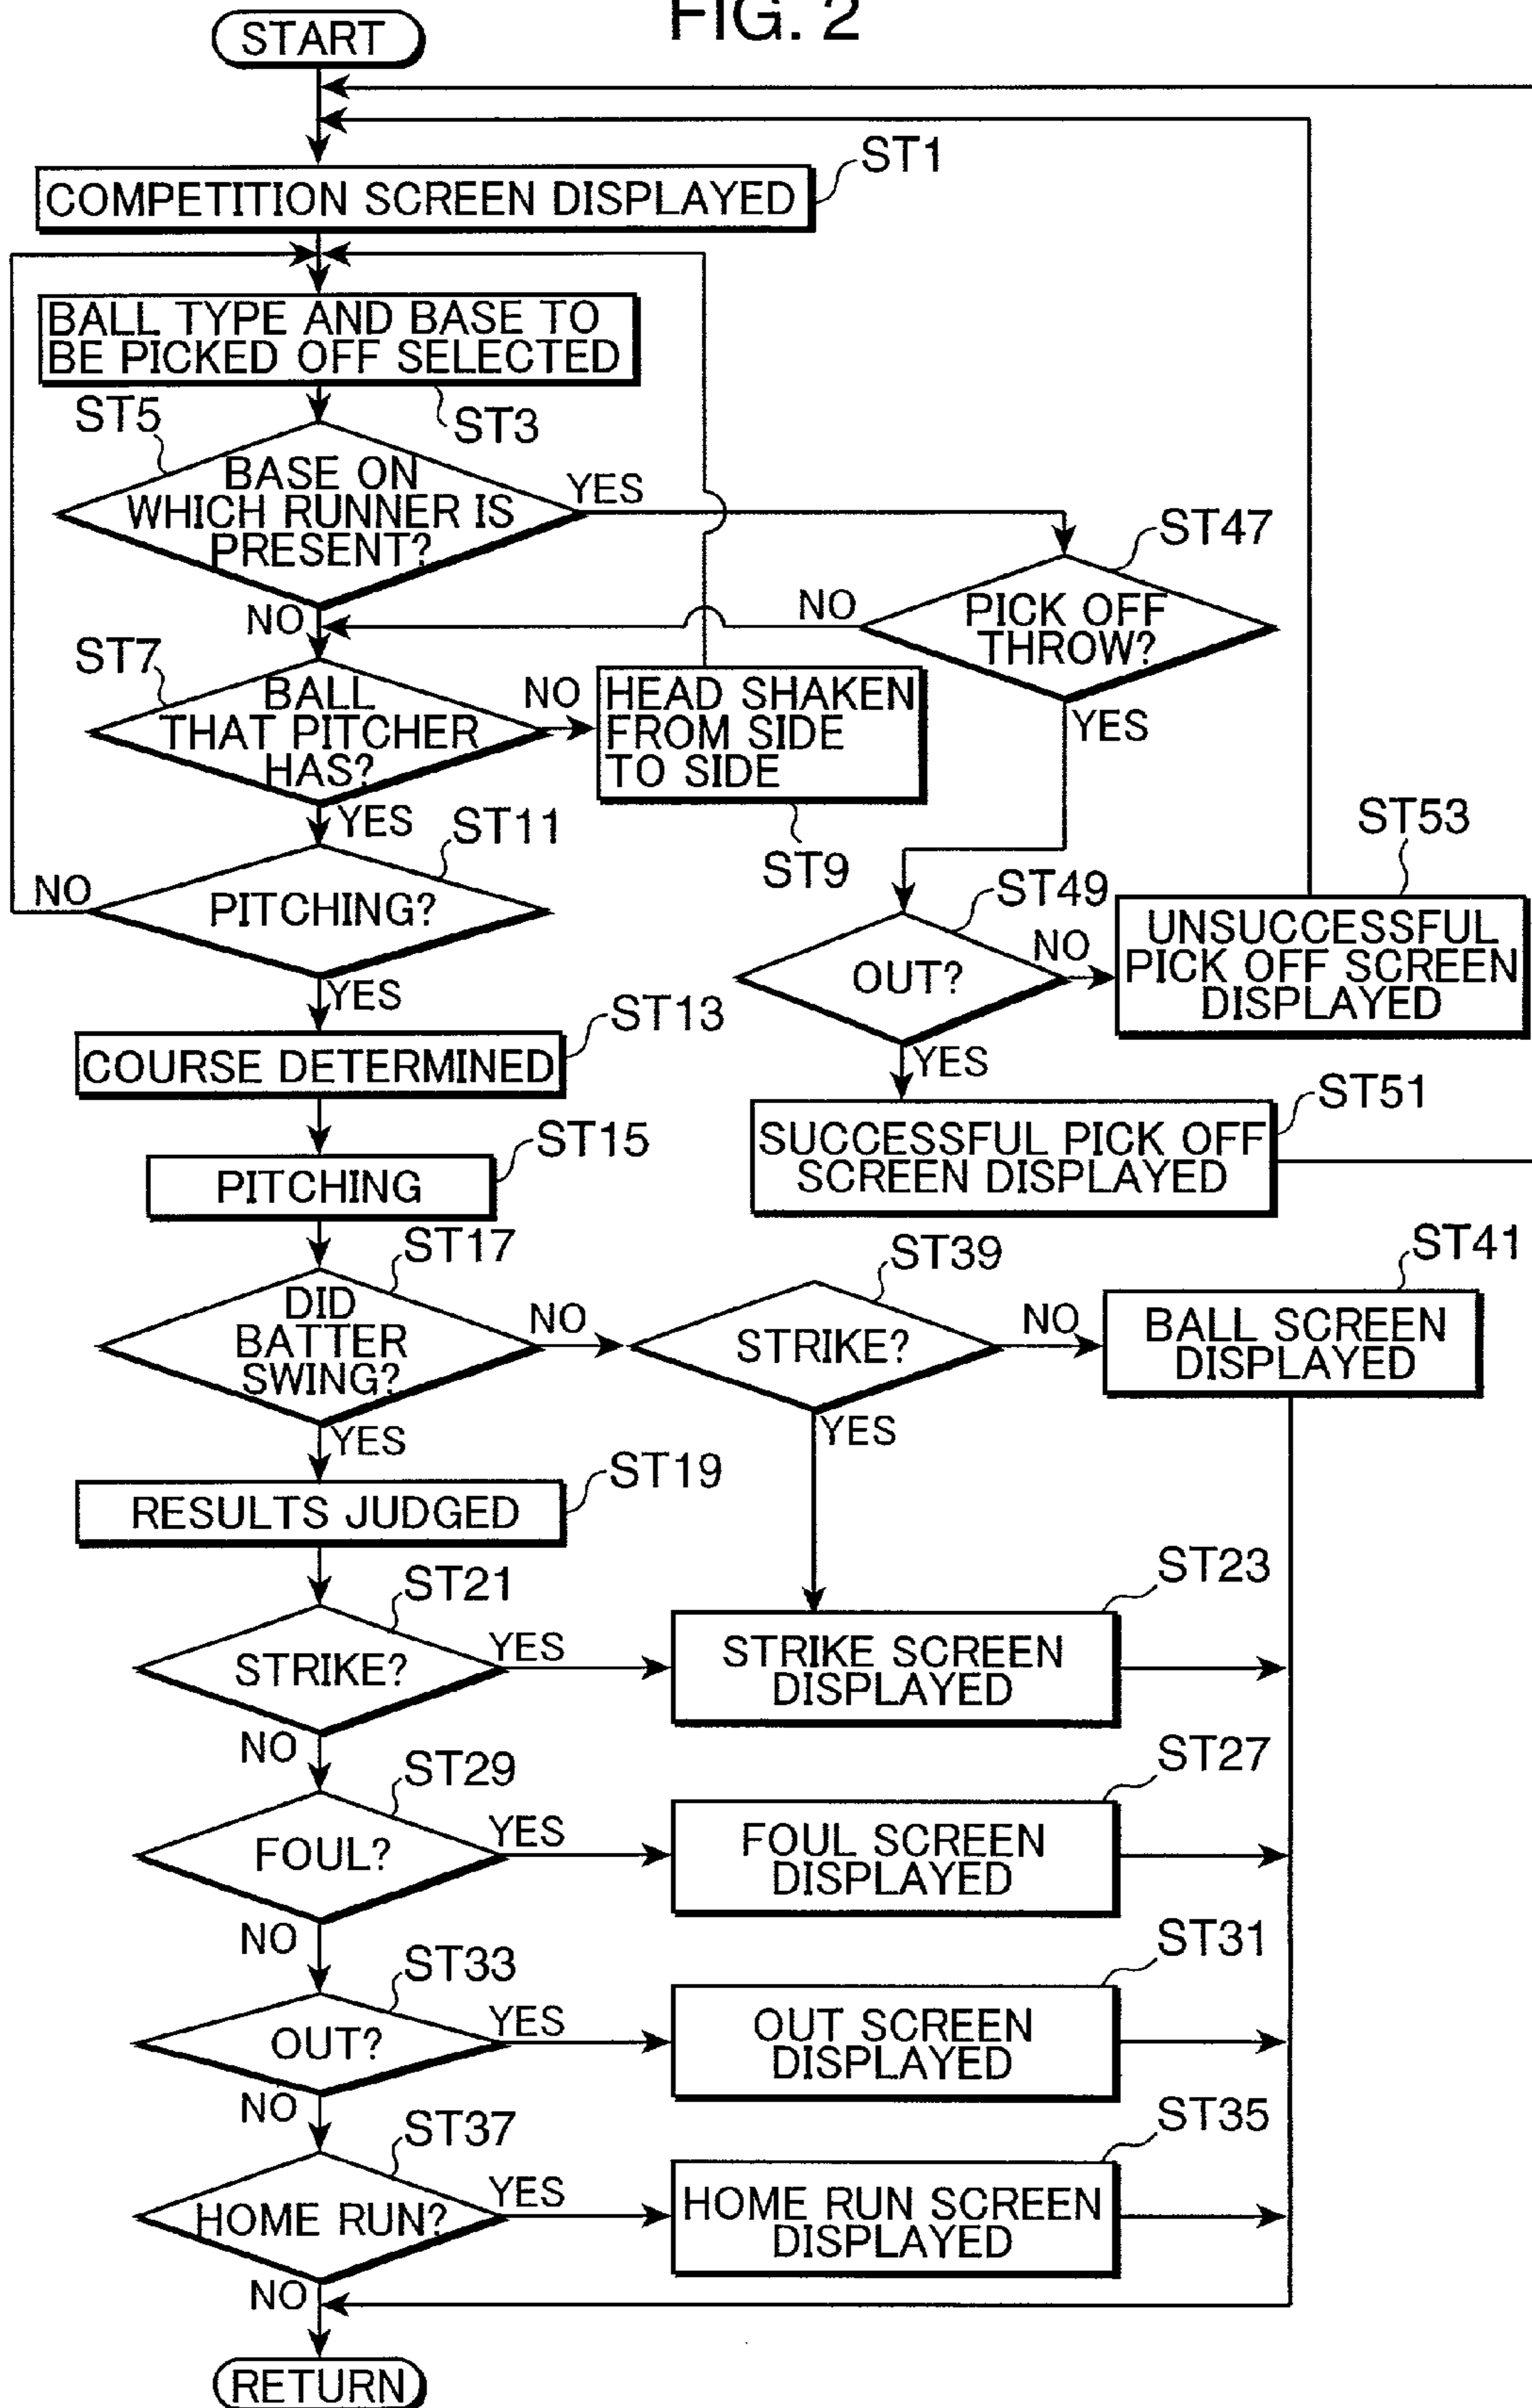 FIG. 2
START
ST1
COMPETITION SCREEN DISPLAYED
BALL TYPE AND BASE TO
BE PICKED OFF SELECTED
ST5
ST3
BASE ON
WHICH RUNNER IS
PRESENT?
YES
ST47
NO
NO
PICK OFF
THROW?
ST7
BALL
THAT PITCHER
HAS?
NO
HEAD SHAKEN
FROM SIDE
TO SIDE
YES
YES
ST11
ST9
ST53
NO
PITCHING?
ST49
OUT?
NO
UNSUCCESSFUL
PICK OFF SCREEN
DISPLAYED
YES
ST13
COURSE DETERMINED
YES
ST51
SUCCESSFUL PICK OFF
SCREEN DISPLAYED
ST15
PITCHING
ST17
ST39
ST41
DID
BATTER
SWING?
NO
STRIKE?
NO
BALL SCREEN
DISPLAYED
YES
YES
ST19
RESULTS JUDGED
ST21
ST23
STRIKE?
YES
STRIKE SCREEN
DISPLAYED
NO
ST29
ST27
FOUL?
YES
FOUL SCREEN
DISPLAYED
NO
ST33
ST31
OUT?
YES
OUT SCREEN
DISPLAYED
NO
ST37
ST35
HOME RUN?
YES
HOME RUN SCREEN
DISPLAYED
NO
RETURN